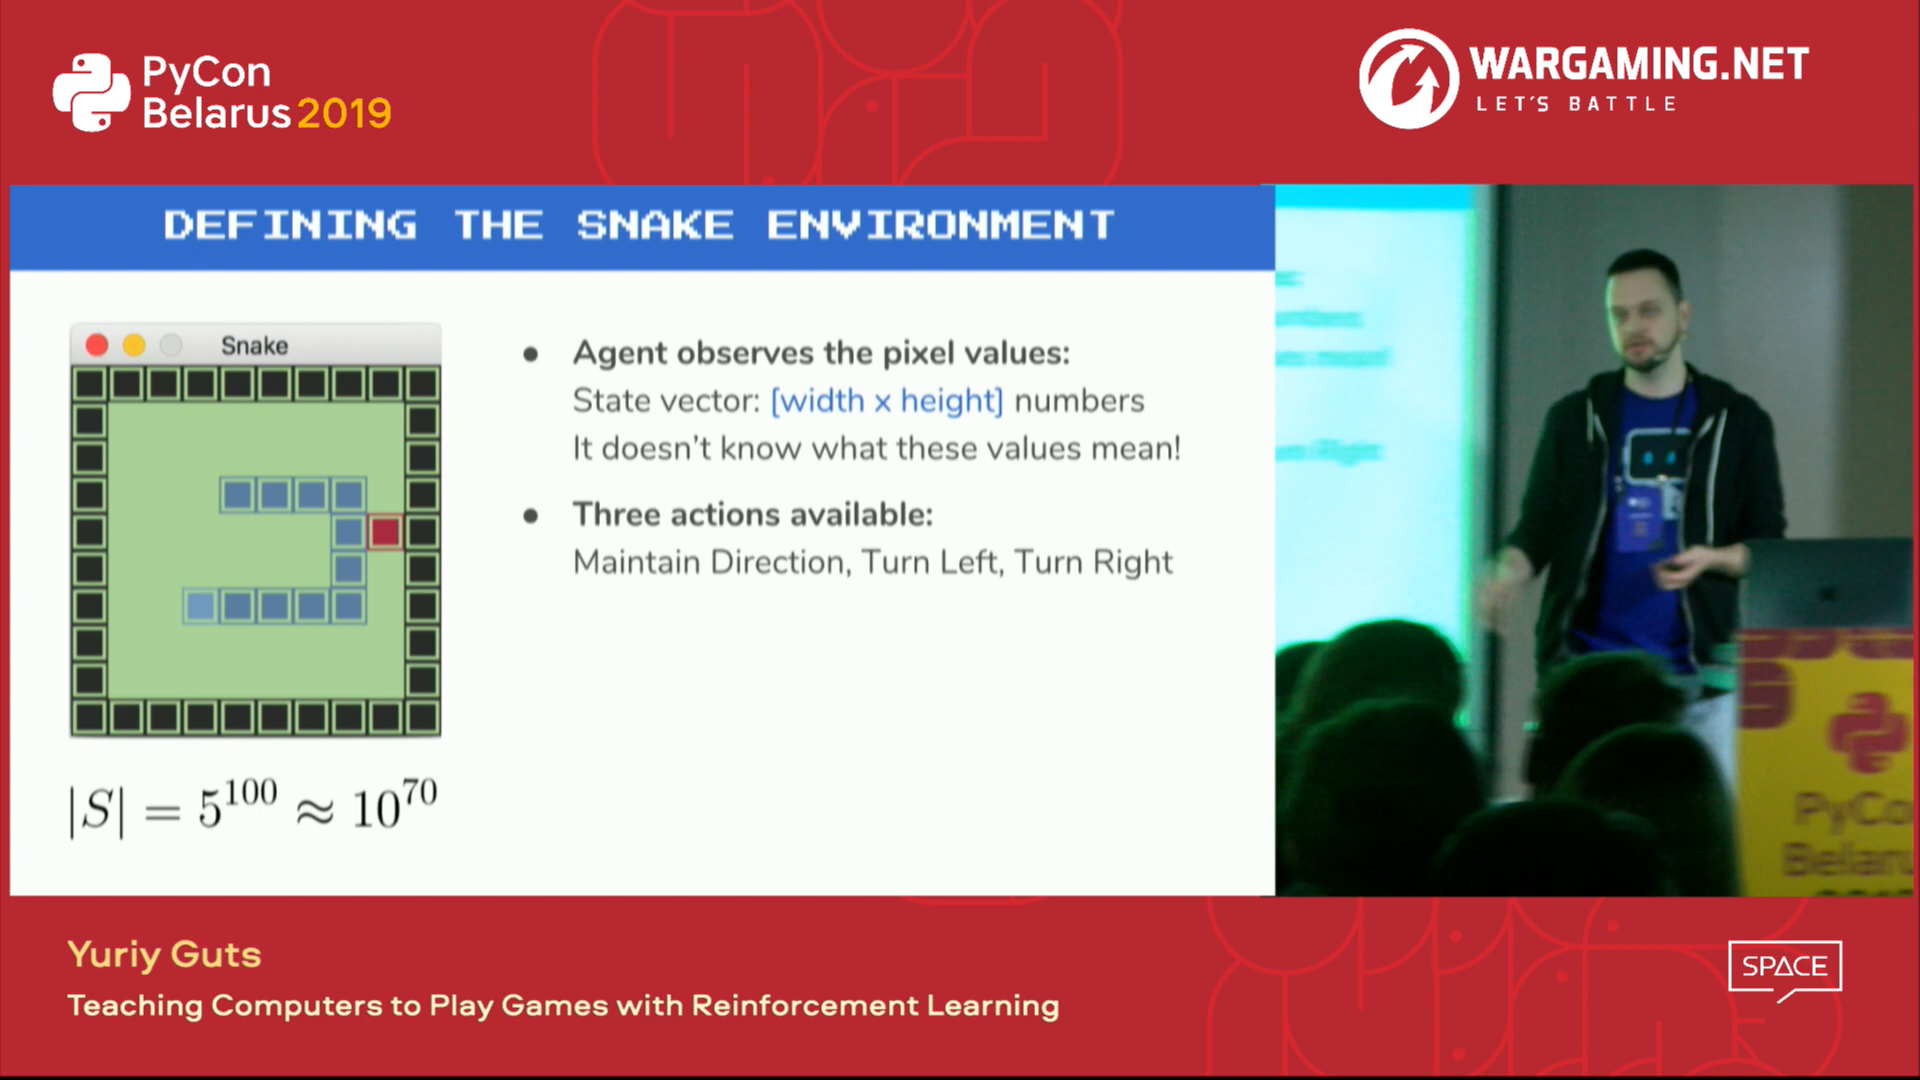 PyCon
Belarus 2019
WARGAMING.NET
LET'S BATTLE
DEFINING THE SNAKE ENVIRONMENT
Snake
● Agent observes the pixel values:
State vector: [width x height] numbers
It doesn't know what these values mean!
● Three actions available:
Maintain Direction, Turn Left, Turn Right
|S| = 5^100 ≈ 10^70
PyCo
Belaru
Yuriy Guts
Teaching Computers to Play Games with Reinforcement Learning
SPACE